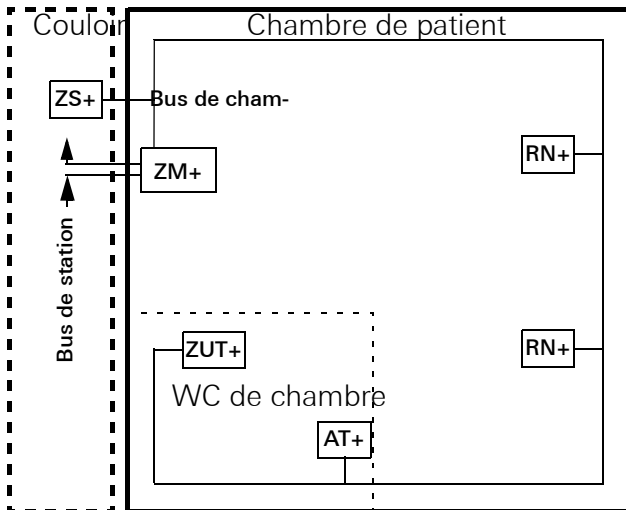 Couloir
Chambre de patient
ZS+
Bus de cham-
ZM+
RN+
Bus de station
ZUT+
RN+
WC de chambre
AT+